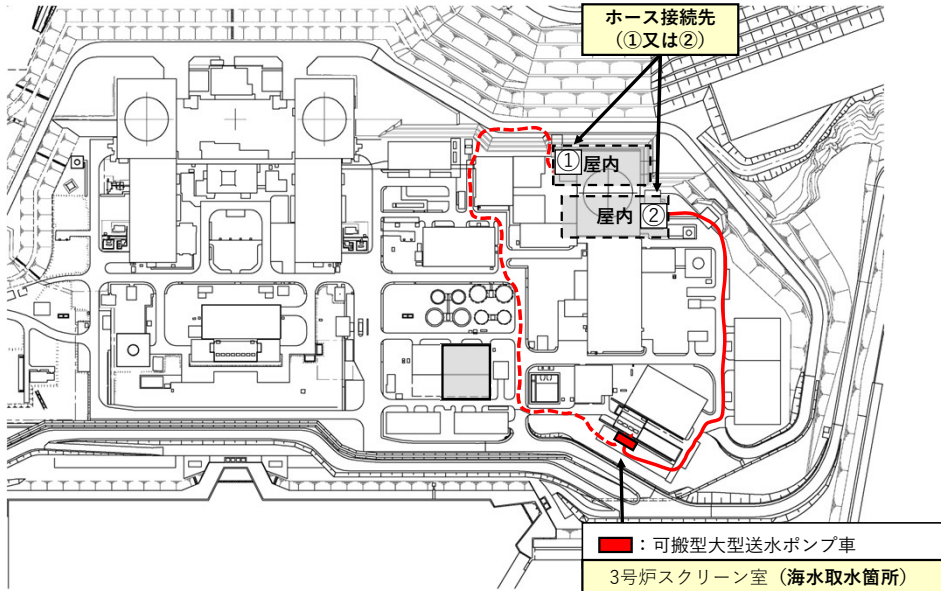 ホース接続先
(①又は②)
①屋内
屋内 ②
:可搬型大型送水ポンプ車
3号炉スクリーン室(海水取水箇所)